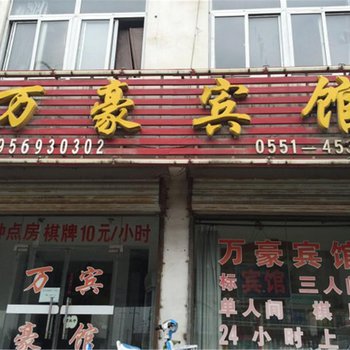 万豪宾馆
956930302
0551-453
钟点房 棋牌10元/小时
万宾
豪馆
万豪宾馆
标宾馆三人间
单人间 棋
24小时上